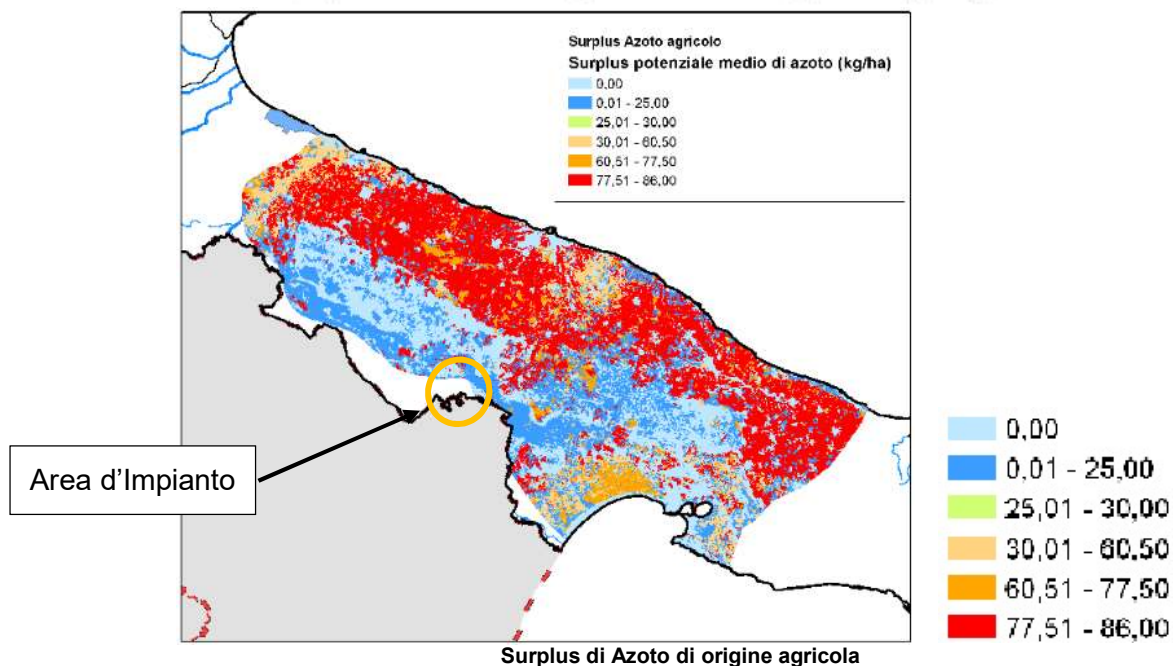 Surplus Azoto agricolo
Surplus potenziale medio di azoto (kg/ha)
0,00
0,01 - 25,00
25,01 - 30,00
30,01 - 60,50
60,51 - 77,50
77,51 - 86,00
Area d'Impianto
0,00
0,01 - 25,00
25,01 - 30,00
30,01 - 60,50
60,51 - 77,50
77,51 - 86,00
Surplus di Azoto di origine agricola